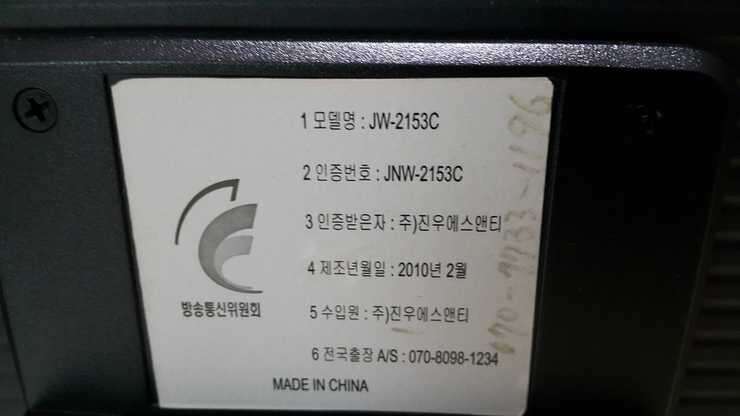 1 모델명 : JW-2153C
2 인증번호 : JNW-2153C
3 인증받은자 : 주)진우에스앤티
4 제조년월일 : 2010년 2월
방송통신위원회
5 수입원 : 주)진우에스앤티
6 전국출장 A/S : 070-8098-1234
MADE IN CHINA